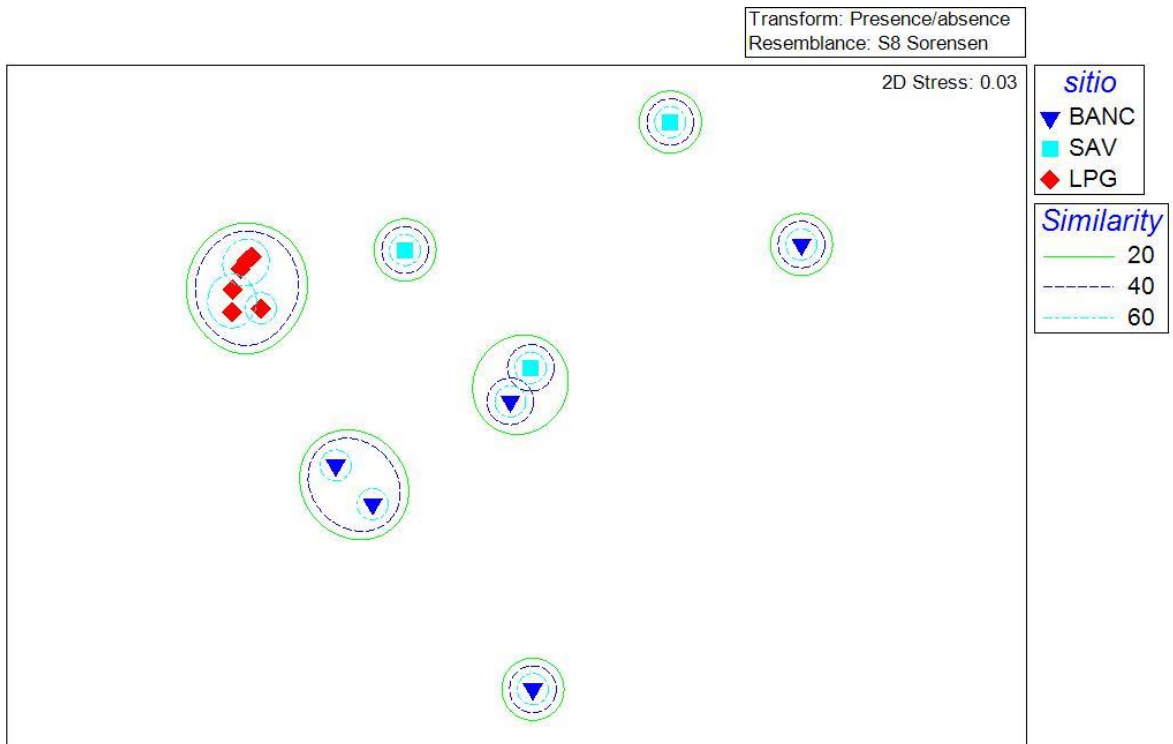 Transform: Presence/absence
Resemblance: S8 Sorensen
2D Stress: 0.03
sitio
BANC
SAV
LPG
Similarity
20
40
60